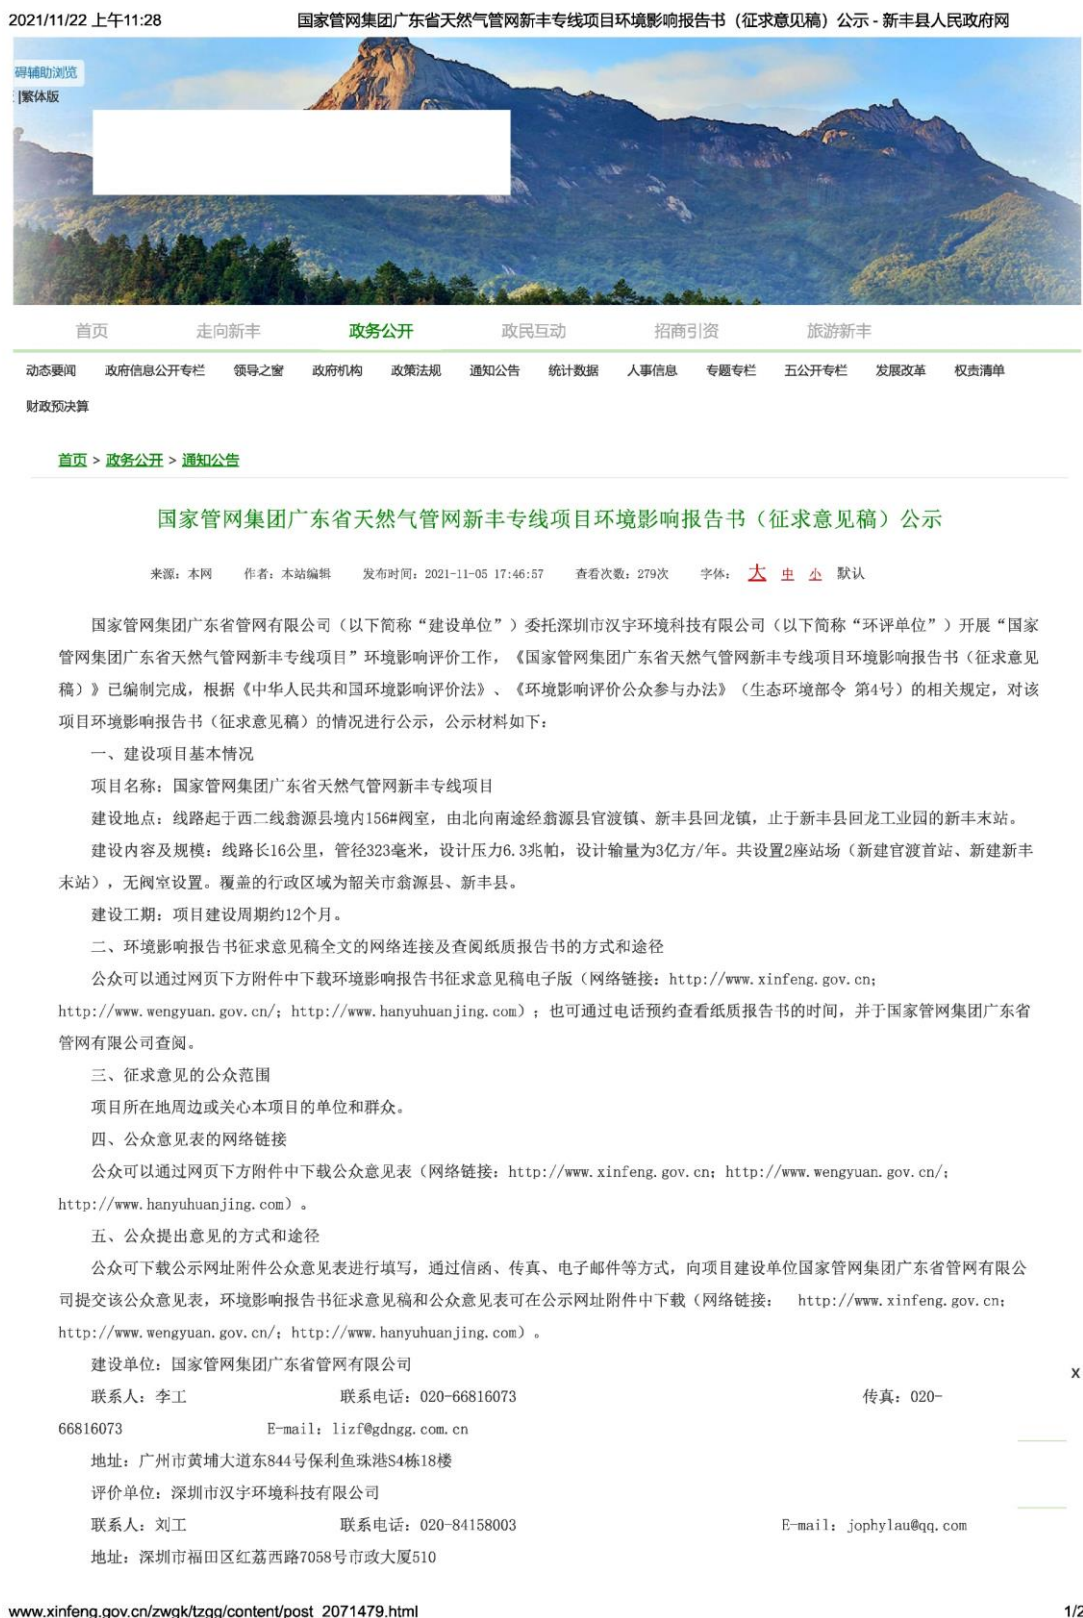 2021/11/22 上午11:28 国家管网集团广东省天然气管网新丰专线项目环境影响报告书（征求意见稿）公示 - 新丰县人民政府网
碍辅助浏览
|繁体版
首页 走向新丰 政务公开 政民互动 招商引资 旅游新丰
动态要闻 政府信息公开专栏 领导之窗 政府机构 政策法规 通知公告 统计数据 人事信息 专题专栏 五公开专栏 发展改革 权责清单
财政预决算
首页 > 政务公开 > 通知公告
国家管网集团广东省天然气管网新丰专线项目环境影响报告书（征求意见稿）公示
来源：本网 作者：本站编辑 发布时间：2021-11-05 17:46:57 查看次数：279次 字体： 大 中 小 默认
国家管网集团广东省管网有限公司（以下简称“建设单位”）委托深圳市汉宇环境科技有限公司（以下简称“环评单位”）开展“国家
管网集团广东省天然气管网新丰专线项目”环境影响评价工作，《国家管网集团广东省天然气管网新丰专线项目环境影响报告书（征求意见
稿）》已编制完成，根据《中华人民共和国环境影响评价法》、《环境影响评价公众参与办法》（生态环境部令 第4号）的相关规定，对该
项目环境影响报告书（征求意见稿）的情况进行公示，公示材料如下：
一、建设项目基本情况
项目名称：国家管网集团广东省天然气管网新丰专线项目
建设地点：线路起于西二线翁源县境内156#阀室，由北向南途经翁源县官渡镇、新丰县回龙镇，止于新丰县回龙工业园的新丰末站。
建设内容及规模：线路长16公里，管径323毫米，设计压力6.3兆帕，设计输量为3亿方/年。共设置2座站场（新建官渡首站、新建新丰
末站），无阀室设置。覆盖的行政区域为韶关市翁源县、新丰县。
建设工期：项目建设周期约12个月。
二、环境影响报告书征求意见稿全文的网络连接及查阅纸质报告书的方式和途径
公众可以通过网页下方附件中下载环境影响报告书征求意见稿电子版（网络链接：http://www.xinfeng.gov.cn;
http://www.wengyuan.gov.cn/; http://www.hanyuhuanjing.com）；也可通过电话预约查看纸质报告书的时间，并于国家管网集团广东省
管网有限公司查阅。
三、征求意见的公众范围
项目所在地周边或关心本项目的单位和群众。
四、公众意见表的网络链接
公众可以通过网页下方附件中下载公众意见表（网络链接：http://www.xinfeng.gov.cn; http://www.wengyuan.gov.cn/;
http://www.hanyuhuanjing.com）。
五、公众提出意见的方式和途径
公众可下载公示网址附件公众意见表进行填写，通过信函、传真、电子邮件等方式，向项目建设单位国家管网集团广东省管网有限公
司提交该公众意见表，环境影响报告书征求意见稿和公众意见表可在公示网址附件中下载（网络链接： http://www.xinfeng.gov.cn;
http://www.wengyuan.gov.cn/; http://www.hanyuhuanjing.com）。
建设单位：国家管网集团广东省管网有限公司
x
联系人：李工 联系电话：020-66816073 传真：020-
66816073 E-mail：lizf@gdngg.com.cn
地址：广州市黄埔大道东844号保利鱼珠港S4栋18楼
评价单位：深圳市汉宇环境科技有限公司
联系人：刘工 联系电话：020-84158003 E-mail：jophylau@qq.com
地址：深圳市福田区红荔西路7058号市政大厦510
www.xinfeng.gov.cn/zwgk/tzgg/content/post_2071479.html 1/2